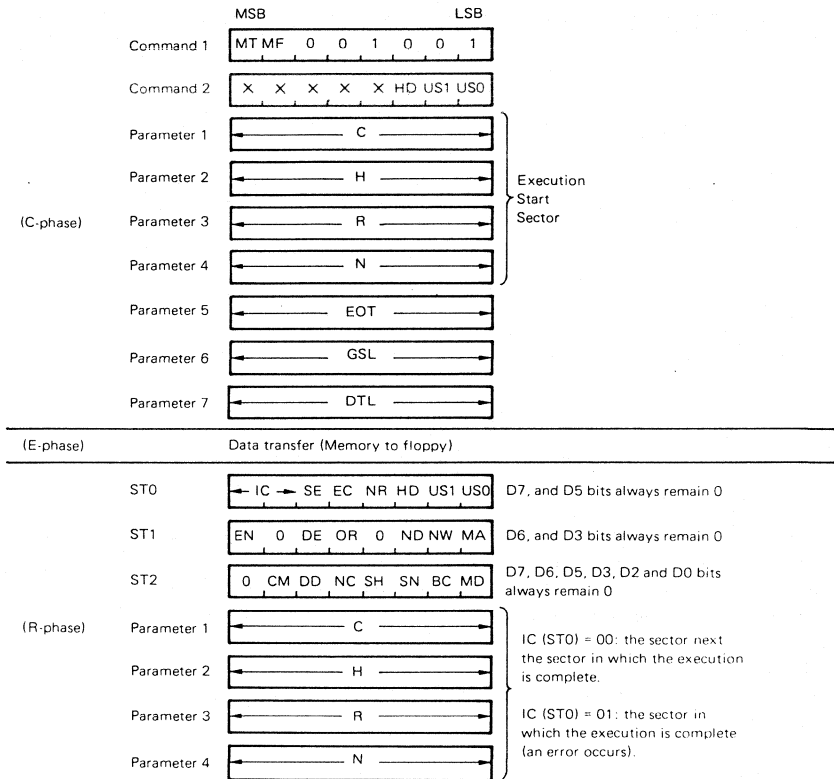 MSB LSB
Command 1 MT MF 0 0 1 0 0 1
Command 2 × × × × × HD US1 US0
Parameter 1 C
Parameter 2 H
Execution
Start
Sector
(C-phase) Parameter 3 R
Parameter 4 N
Parameter 5 EOT
Parameter 6 GSL
Parameter 7 DTL
(E-phase) Data transfer (Memory to floppy)
ST0 IC SE EC NR HD US1 US0 D7, and D5 bits always remain 0
ST1 EN 0 DE OR 0 ND NW MA D6, and D3 bits always remain 0
ST2 0 CM DD NC SH SN BC MD D7, D6, D5, D3, D2 and D0 bits
always remain 0
(R-phase) Parameter 1 C
Parameter 2 H
Parameter 3 R
Parameter 4 N
IC (ST0) = 00: the sector next
the sector in which the execution
is complete.
IC (ST0) = 01: the sector in
which the execution is complete
(an error occurs).